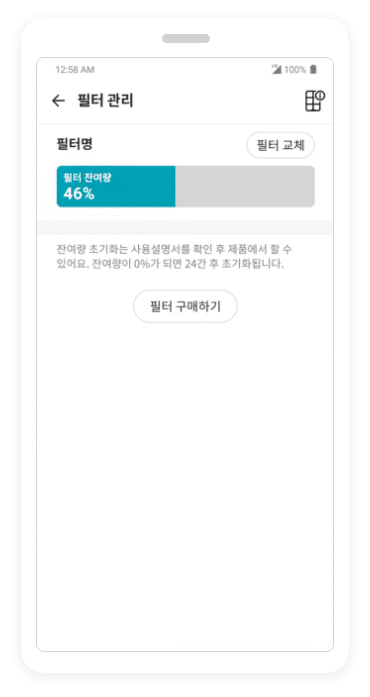 12:58 AM 100%
필터 관리
필터명 필터 교체
필터 잔여량
46%
잔여량 초기화는 사용설명서를 확인 후 제품에서 할 수
있어요. 잔여량이 0%가 되면 24간 후 초기화됩니다.
필터 구매하기